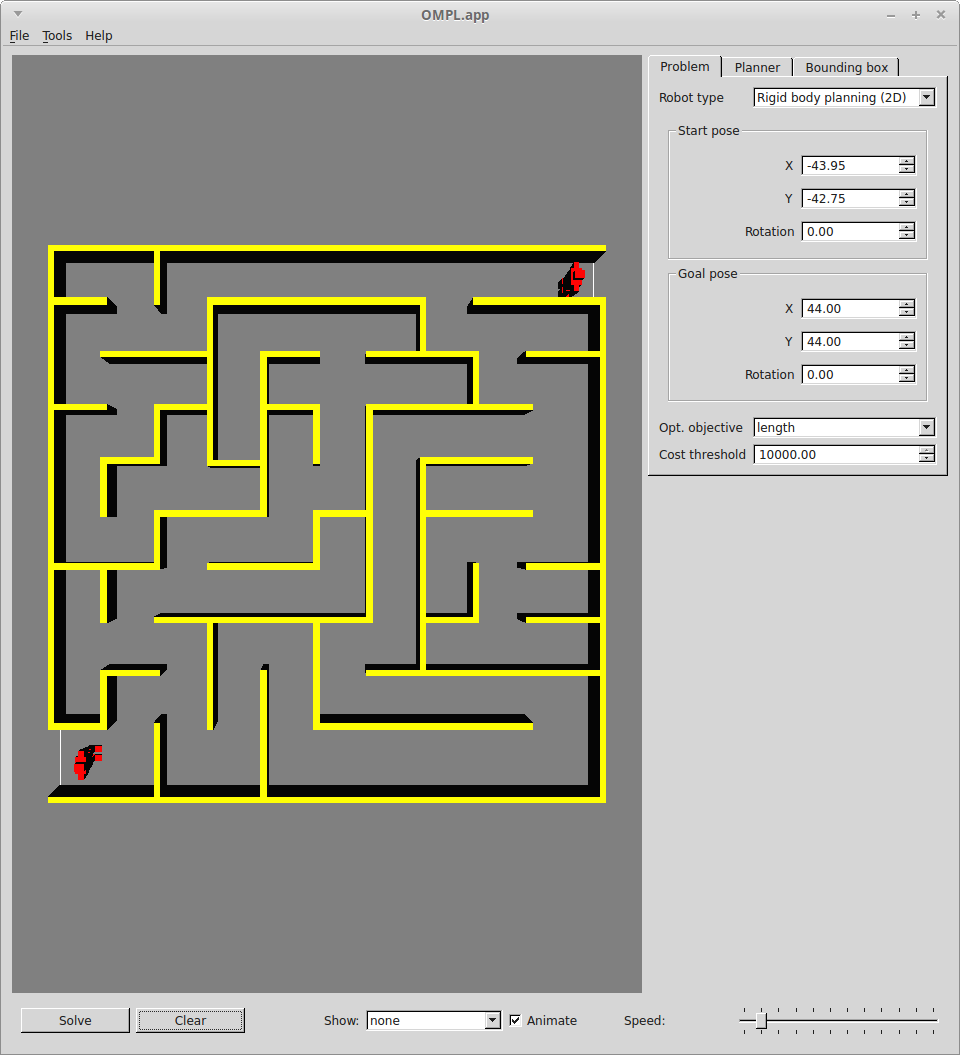 OMPL.app
File Tools Help
Problem Planner Bounding box
Robot type Rigid body planning (2D)
Start pose
X -43.95
Y -42.75
Rotation 0.00
Goal pose
X 44.00
Y 44.00
Rotation 0.00
Opt. objective length
Cost threshold 10000.00
Solve Clear Show: none Animate Speed: